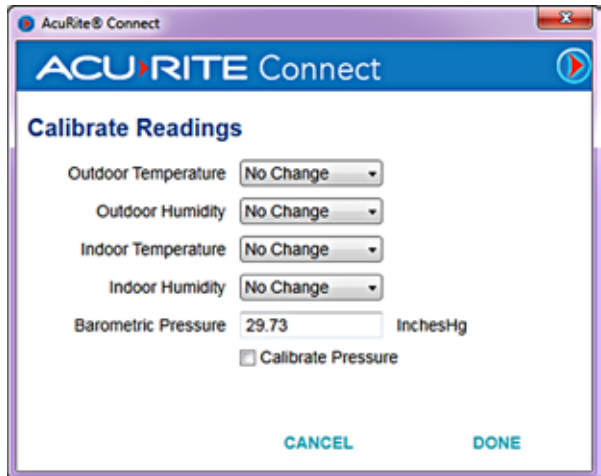 AcuRite® Connect
ACU›RITE Connect
Calibrate Readings
Outdoor Temperature No Change
Outdoor Humidity No Change
Indoor Temperature No Change
Indoor Humidity No Change
Barometric Pressure 29.73 InchesHg
Calibrate Pressure
CANCEL DONE